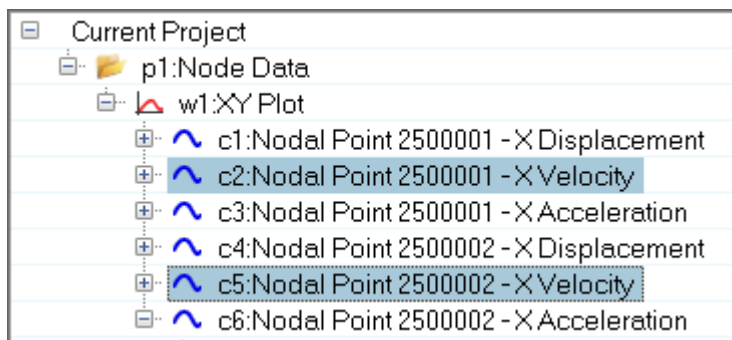 Current Project
p1:Node Data
w1:XY Plot
c1:Nodal Point 2500001 - X Displacement
c2:Nodal Point 2500001 - X Velocity
c3:Nodal Point 2500001 - X Acceleration
c4:Nodal Point 2500002 - X Displacement
c5:Nodal Point 2500002 - X Velocity
c6:Nodal Point 2500002 - X Acceleration